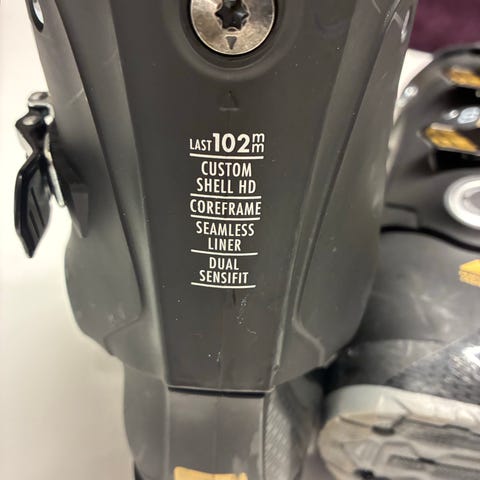 LAST 102 mm
CUSTOM
SHELL HD
COREFRAME
SEAMLESS
LINER
DUAL
SENSIFIT